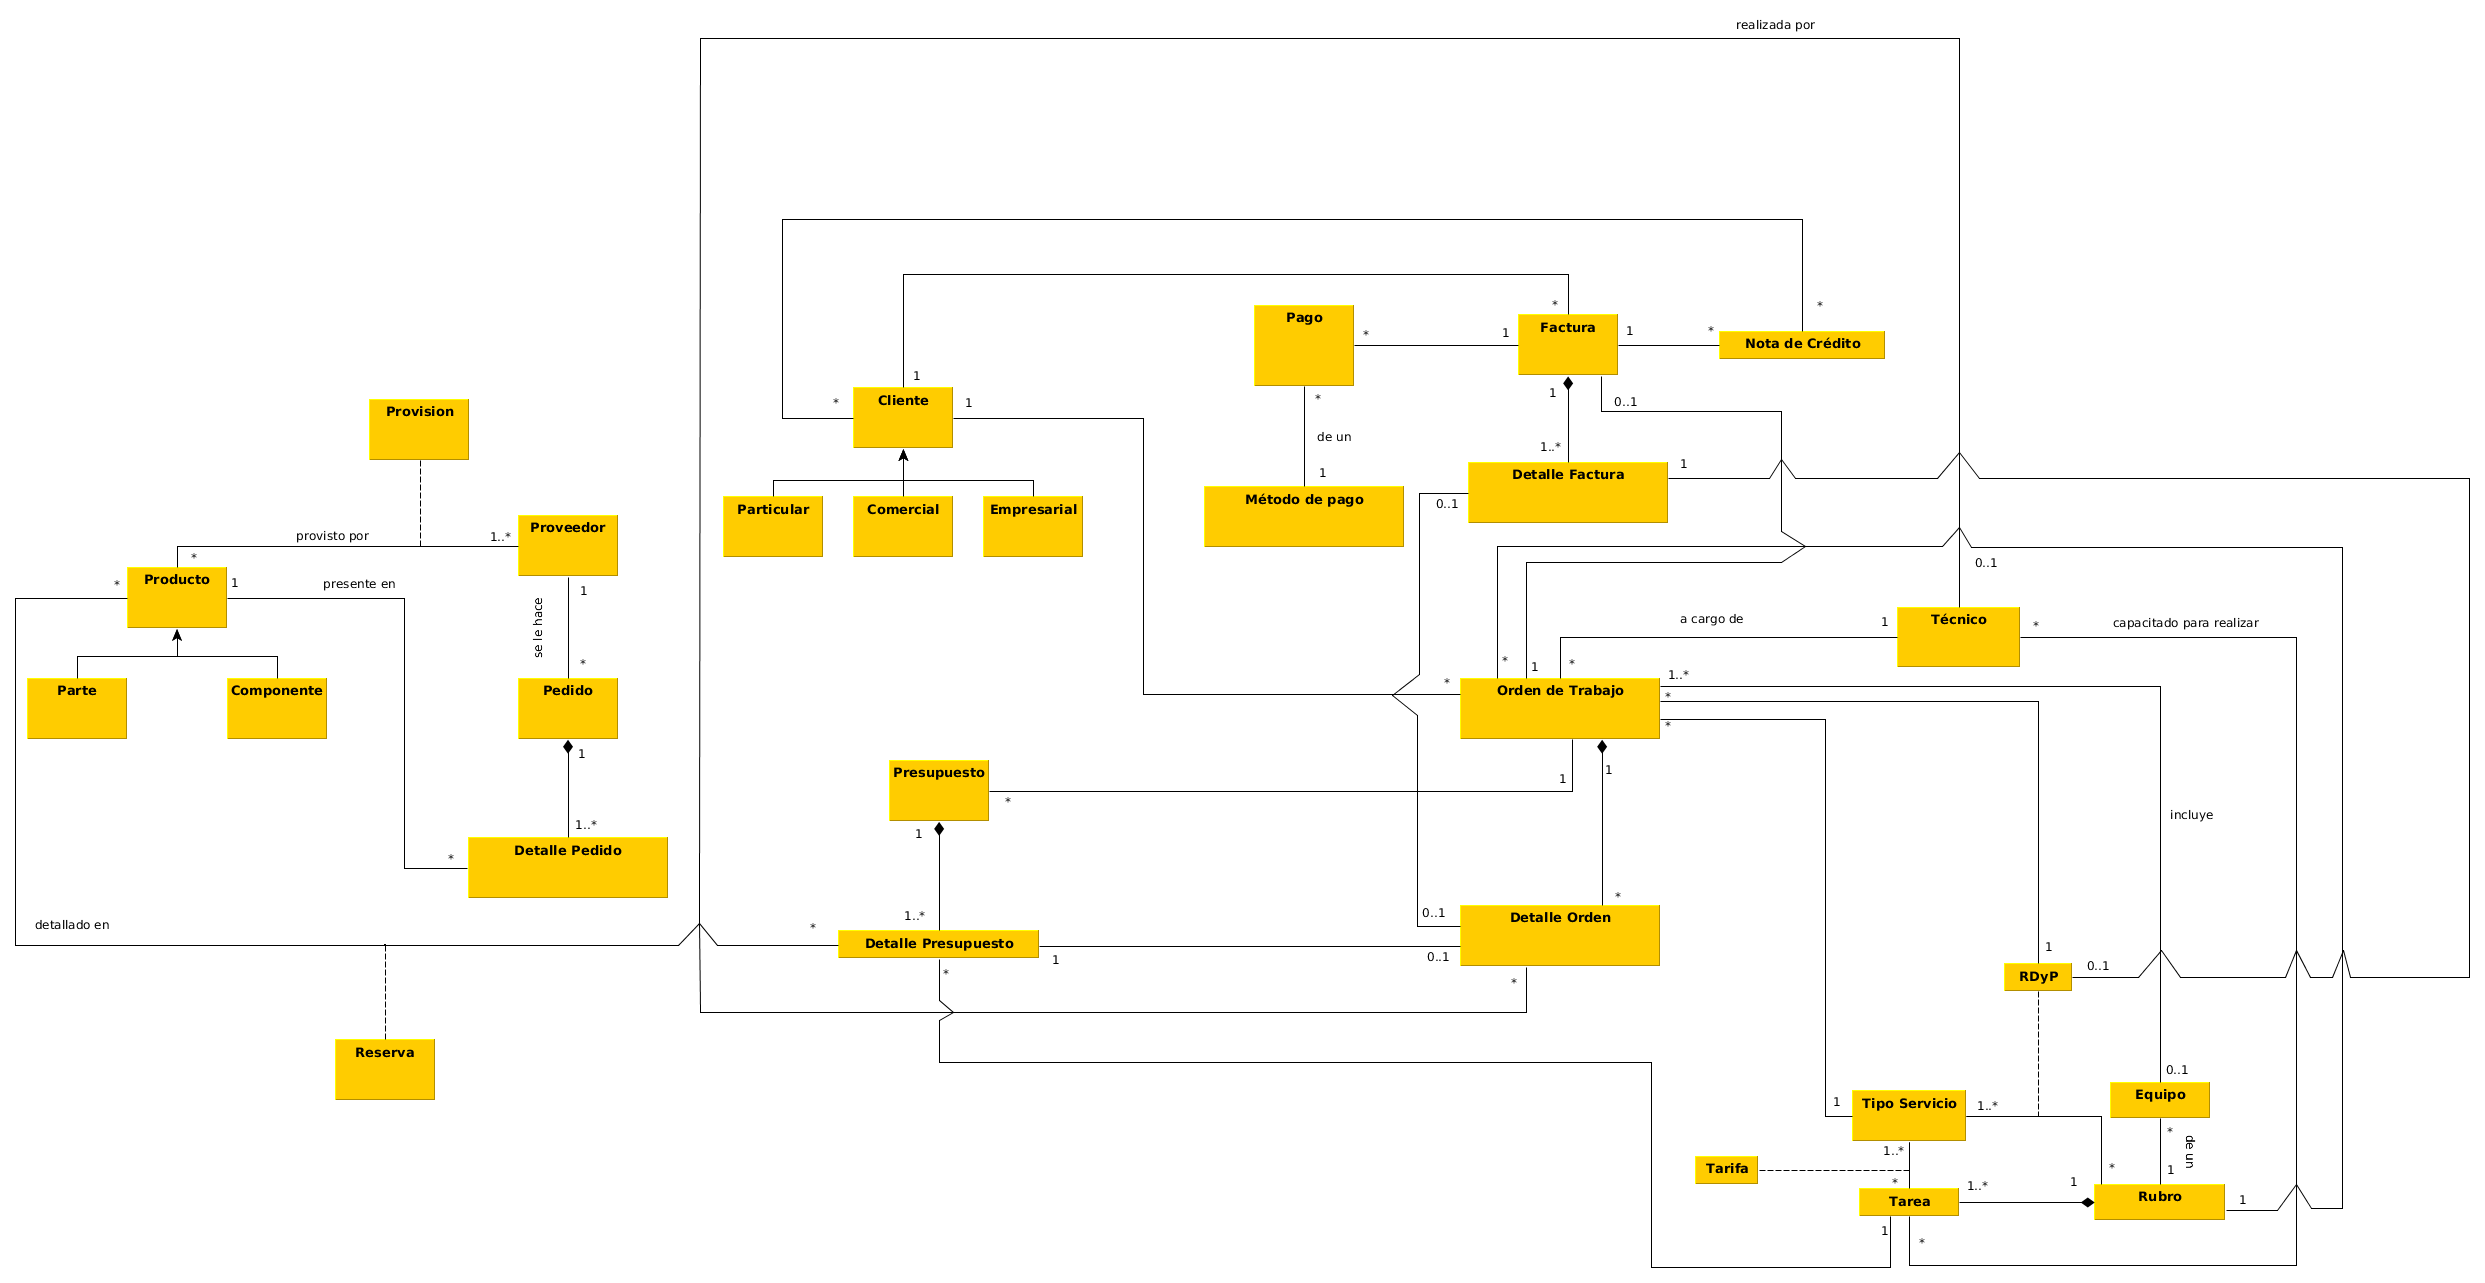 realizada por
*
Pago
*
1
Factura
1
*
Nota de Crédito
*
1
Cliente
1
*
1
0..1
*
Provision
de un
1..*
1
Detalle Factura
1
Método de pago
0..1
Particular
Comercial
Empresarial
Proveedor
provisto por
1..*
*
0..1
Producto
*
1
presente en
1
se le hace
*
a cargo de
1
Técnico
*
capacitado para realizar
*
1
*
1..*
*
*
*
Orden de Trabajo
Parte
Componente
Pedido
1
Presupuesto
*
1
1
incluye
1..*
1
Detalle Pedido
*
*
1..*
0..1
Detalle Orden
detallado en
*
Detalle Presupuesto
1
0..1
1
*
*
RDyP
0..1
Reserva
0..1
Equipo
1
Tipo Servicio
1..*
*
de un
1..*
Tarifa
*
1
*
1..*
1
Rubro
1
Tarea
1
*